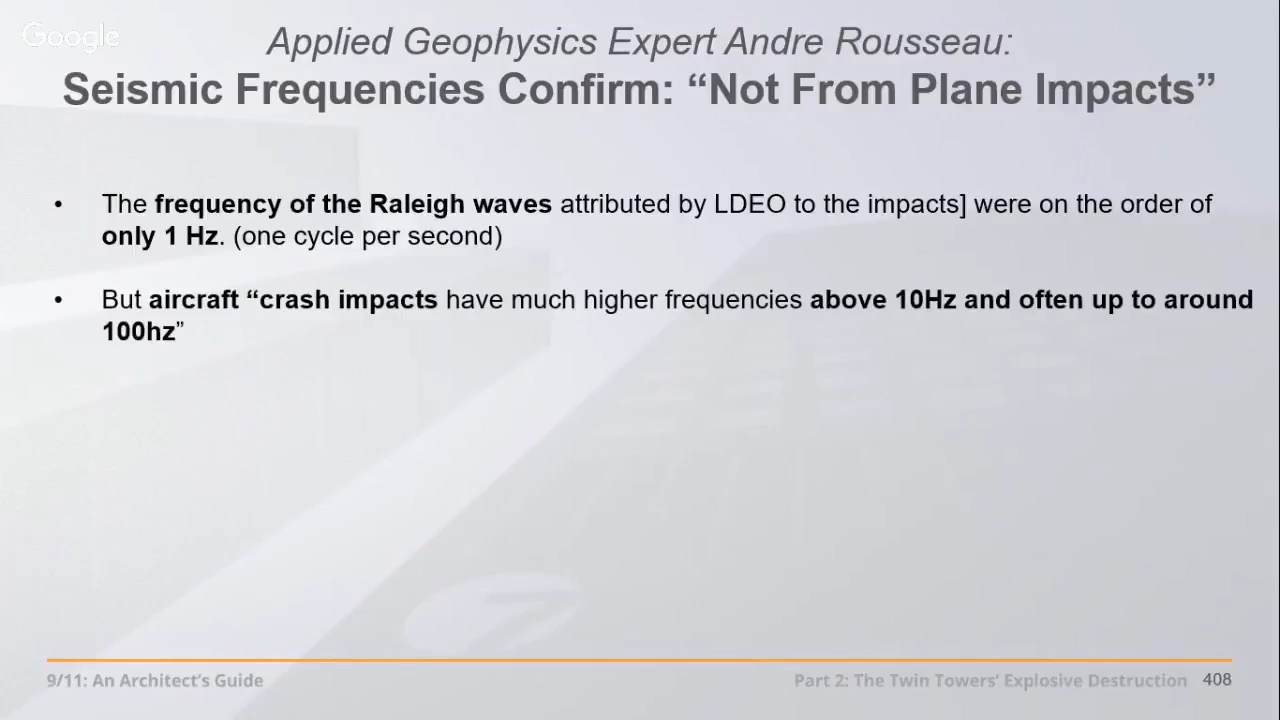 Google
Applied Geophysics Expert Andre Rousseau:
Seismic Frequencies Confirm: “Not From Plane Impacts”
• The frequency of the Raleigh waves attributed by LDEO to the impacts] were on the order of
only 1 Hz. (one cycle per second)
• But aircraft “crash impacts have much higher frequencies above 10Hz and often up to around
100hz”
9/11: An Architect’s Guide
Part 2: The Twin Towers’ Explosive Destruction 408